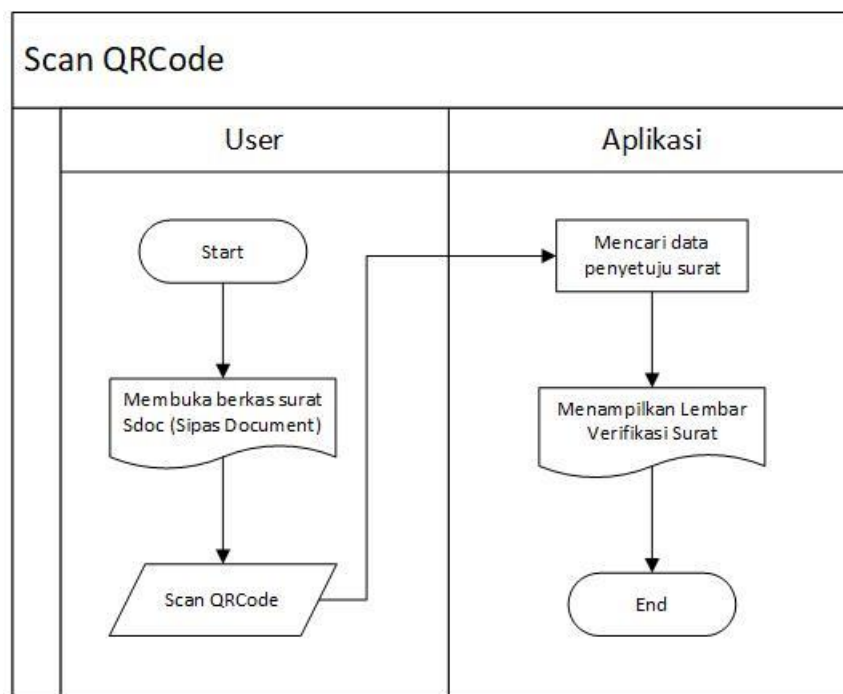 Scan QRCode
User
Aplikasi
Start
Membuka berkas surat
Sdoc (Sipas Document)
Scan QRCode
Mencari data
penyetuju surat
Menampilkan Lembar
Verifikasi Surat
End